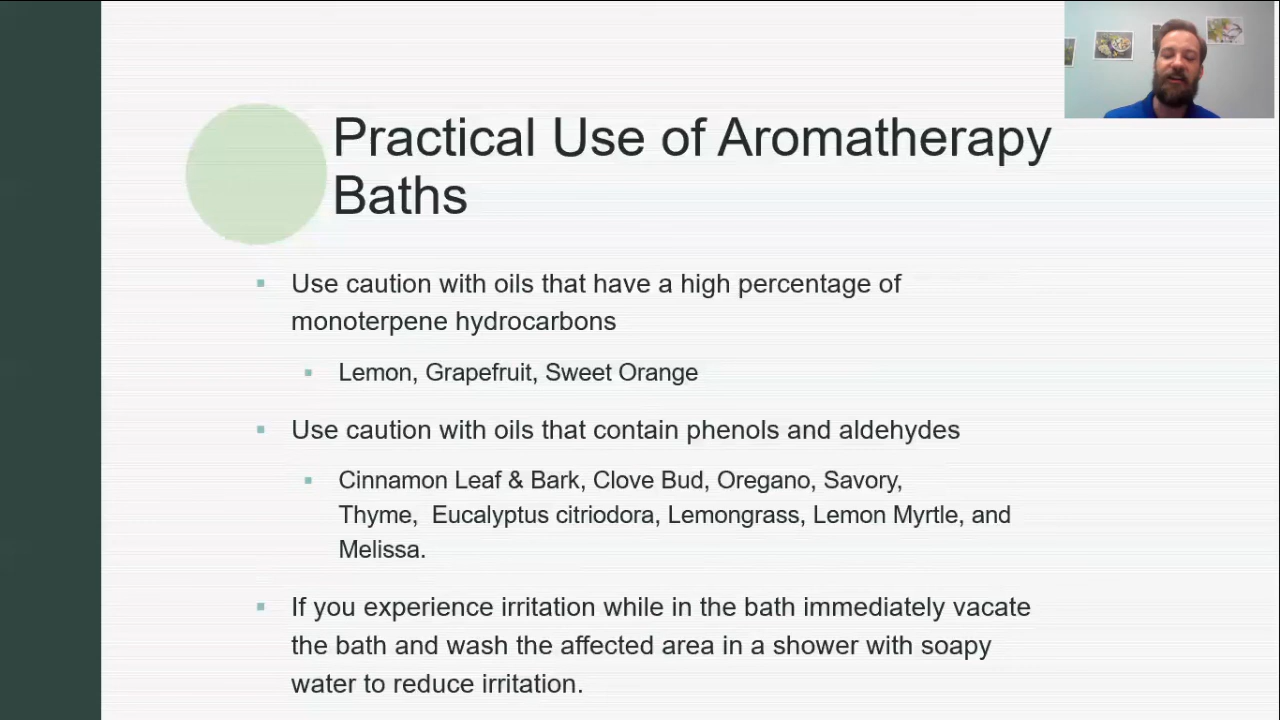 Practical Use of Aromatherapy
Baths
Use caution with oils that have a high percentage of
monoterpene hydrocarbons
Lemon, Grapefruit, Sweet Orange
Use caution with oils that contain phenols and aldehydes
Cinnamon Leaf & Bark, Clove Bud, Oregano, Savory,
Thyme,  Eucalyptus citriodora, Lemongrass, Lemon Myrtle, and
Melissa.
If you experience irritation while in the bath immediately vacate
the bath and wash the affected area in a shower with soapy
water to reduce irritation.